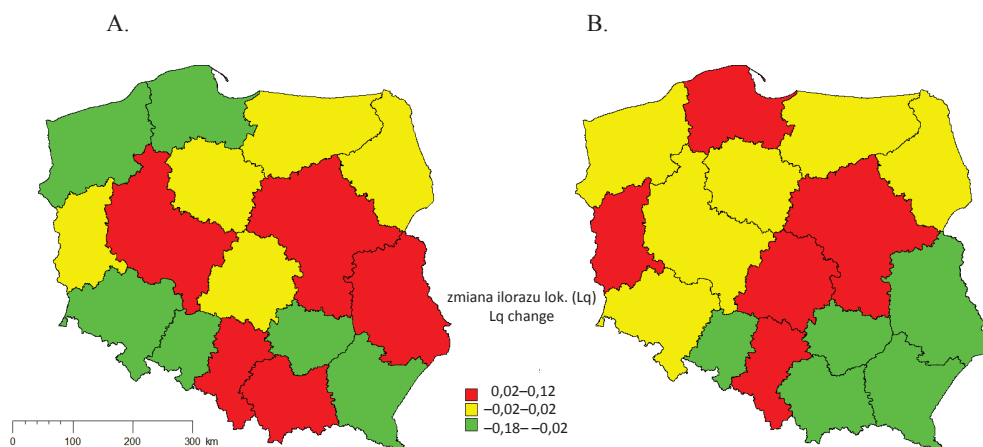 A.
B.
zmiana ilorazu lok. (Lq)
Lq change
0,02–0,12
–0,02–0,02
–0,18– –0,02
0 100 200 300 km